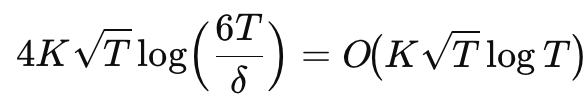 4K√T log(6T/δ) = O(K√T log T)